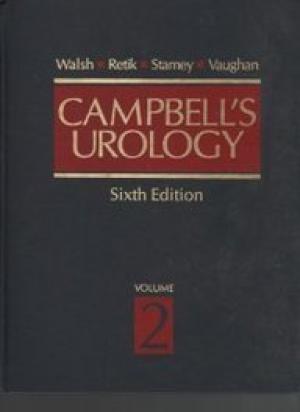 Walsh • Retik • Stamey • Vaughan
CAMPBELL'S
UROLOGY
Sixth Edition
VOLUME
2